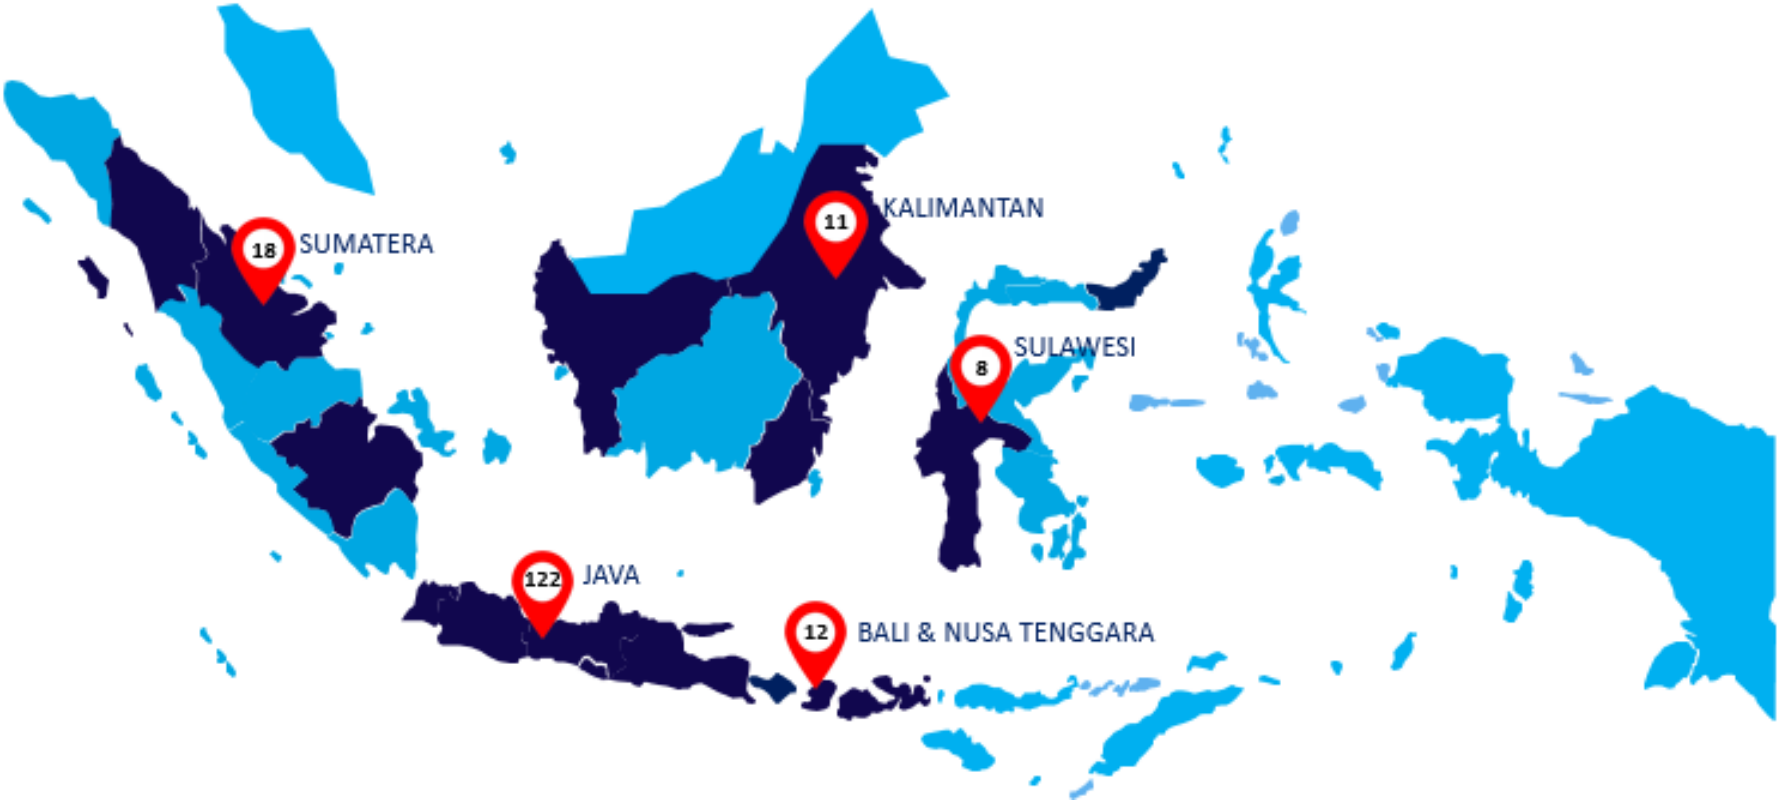 11
KALIMANTAN
18
SUMATERA
8
SULAWESI
122
JAVA
12
BALI & NUSA TENGGARA